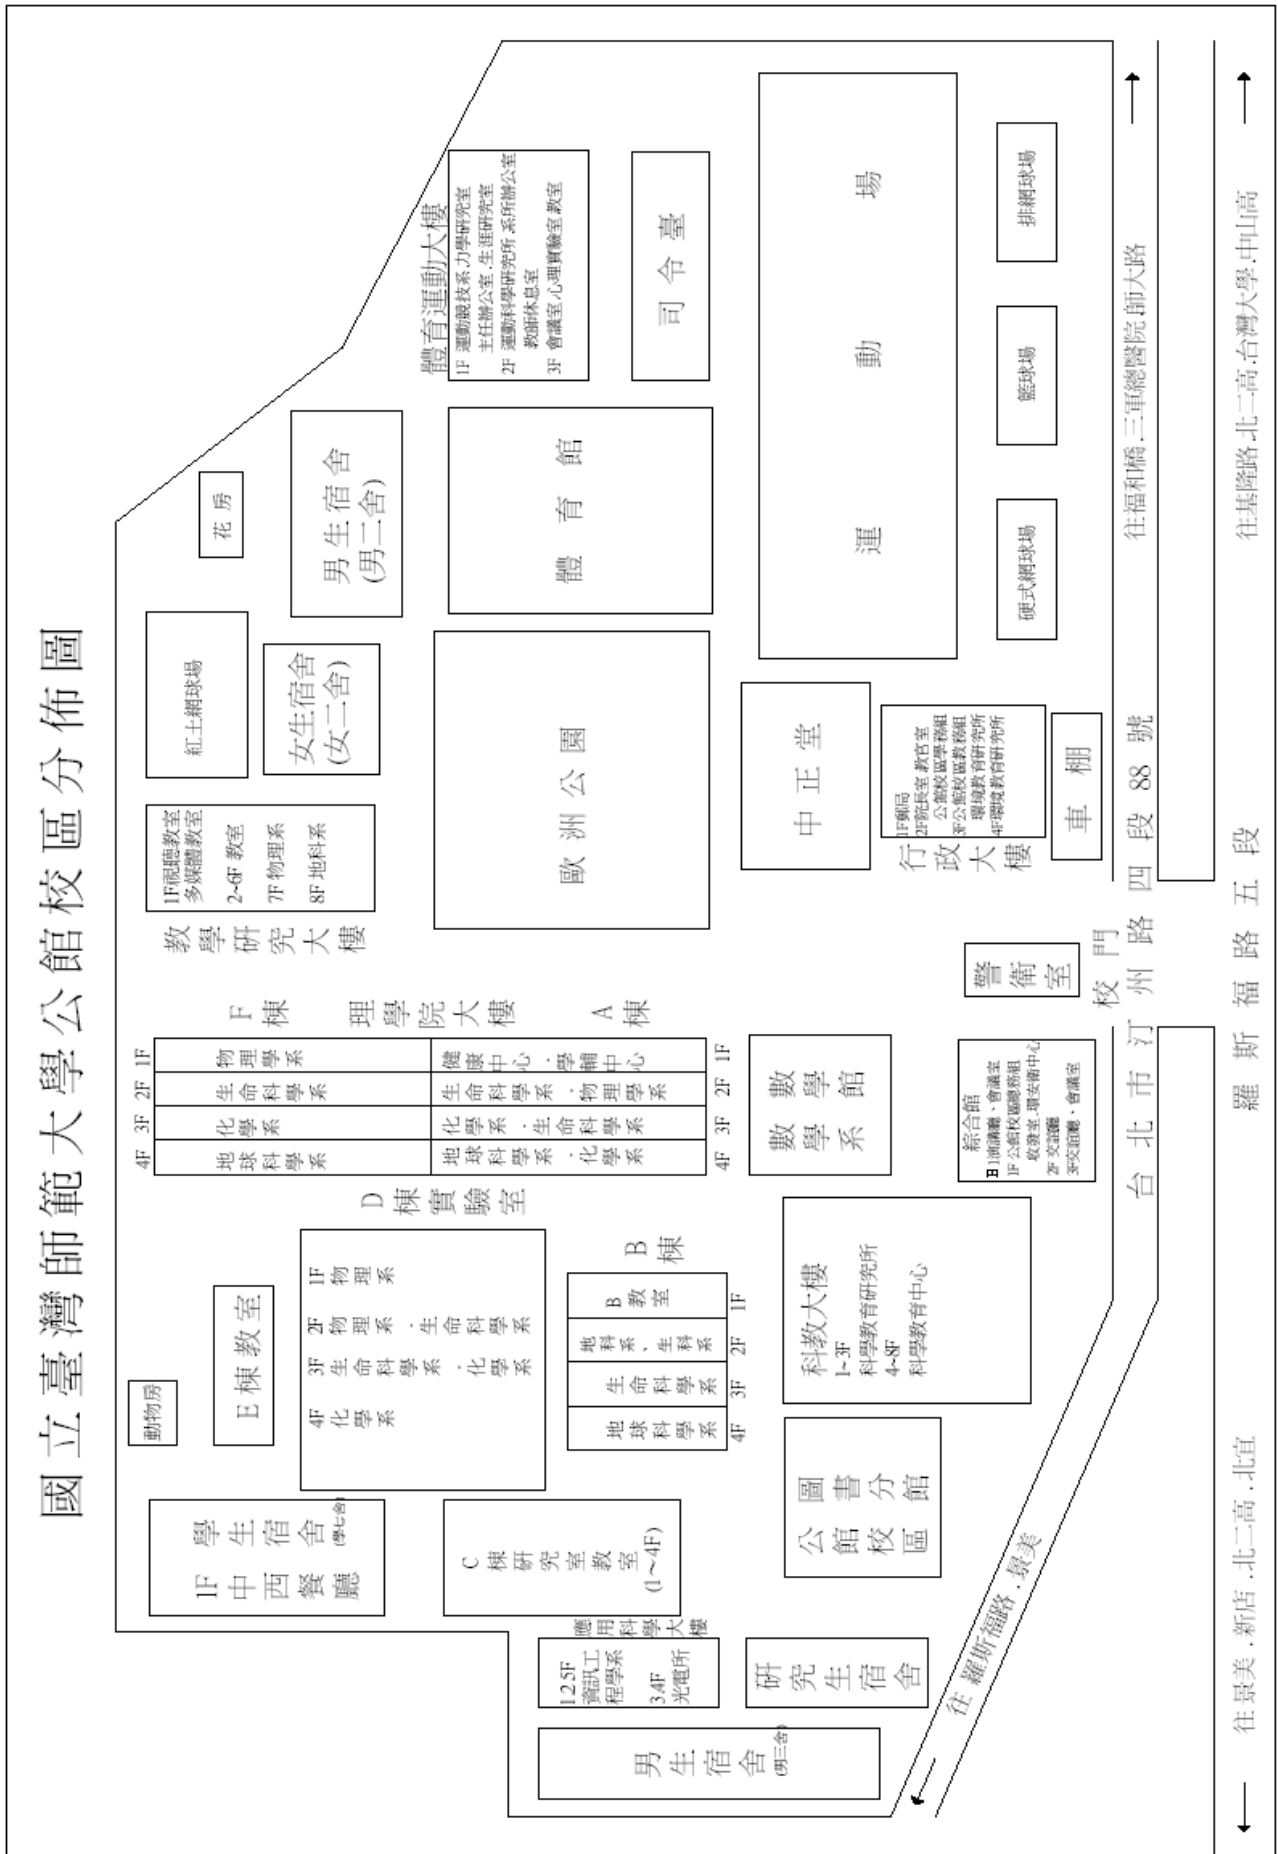 國立臺灣師範大學公館校區分佈圖
動物房
E棟教室
學生宿舍(學七舍)
1F中西餐廳
D棟實驗室
1F物理系
2F物理系．生命科學系
3F生命科學系．化學系
4F化學系
C棟研究室教室
(1～4F)
應用科學大樓
1.2.5F
資訊工
程學系
3.4F
光電所
男生宿舍(男三舍)
研究生宿舍
B棟
B教室 1F
地科系、生科系 2F
生命科學系 3F
地球科學系 4F
F棟 理學院大樓 A棟
1F 物理學系 健康中心．學輔中心 1F
2F 生命科學系 生命科學系．物理學系 2F
3F 化學系 化學系．生命科學系 3F
4F 地球科學系 地球科學系．化學系 4F
數學館
數學系
科教大樓
1~3F
科學教育研究所
4~8F
科學教育中心
圖書分館
公館校區
綜合館
B1演講廳、會議室
1F公館校區總務組
收發室.環安衛中心
2F交誼廳
3F交誼廳、會議室
教學研究大樓
1F視聽教室
多媒體教室
2~6F 教室
7F物理系
8F 地科系
紅土網球場
女生宿舍
(女二舍)
花房
男生宿舍
(男二舍)
歐洲公園
體育館
體育運動大樓
1F 運動競技系.力學研究室
主任辦公室.生涯研究室
2F 運動科學研究所.系所辦公室
教師休息室
3F 會議室.心理實驗室.教室
司令臺
運動場
中正堂
行政大樓
1F郵局
2F院長室.教官室
公館校區學務組
3F公館校區教務組
環境教育研究所
4F環境教育研究所
車棚
警衛室
校門
硬式網球場
籃球場
排網球場
台北市汀州路四段88號
往福和橋.三軍總醫院.師大路
往羅斯福路．景美
羅斯福路五段
往基隆路.北二高.台灣大學.中山高
往景美．新店．北二高．北宜